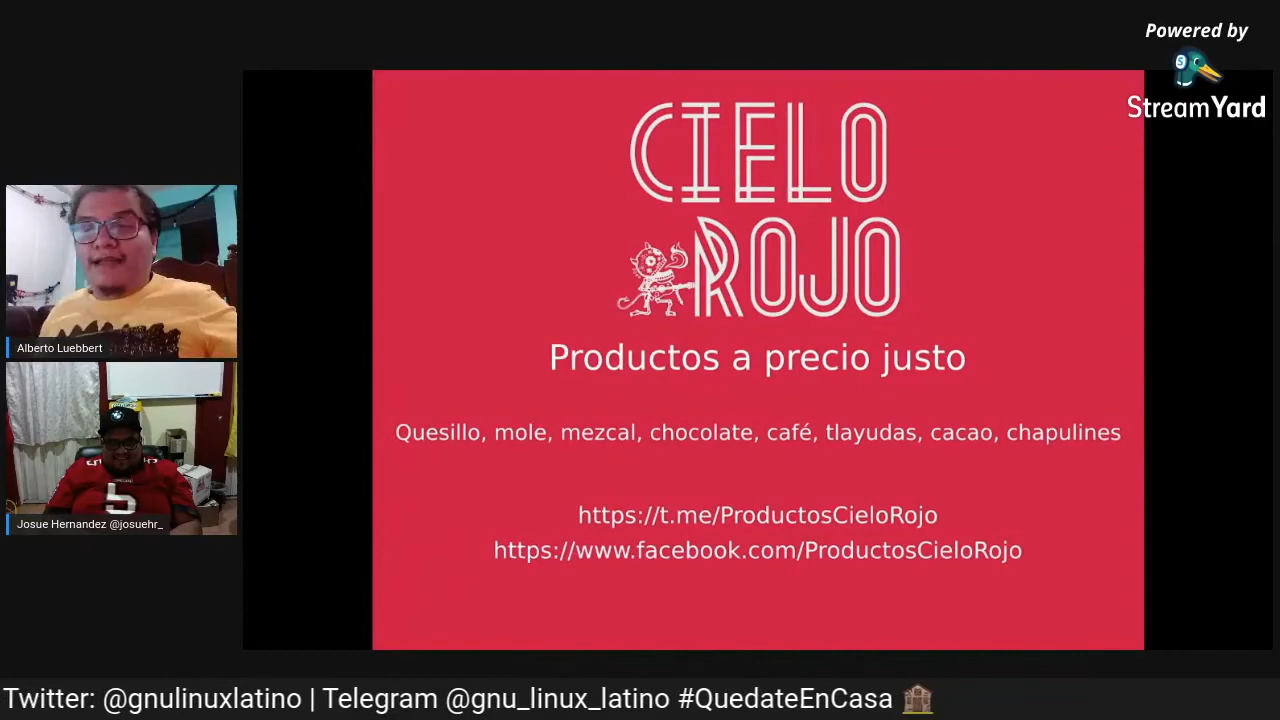 Powered by
StreamYard
CIELO
ROJO
Productos a precio justo
Quesillo, mole, mezcal, chocolate, café, tlayudas, cacao, chapulines
https://t.me/ProductosCieloRojo
https://www.facebook.com/ProductosCieloRojo
Alberto Luebbert
Josue Hernandez @josuehr_
Twitter: @gnulinuxlatino | Telegram @gnu_linux_latino #QuedateEnCasa